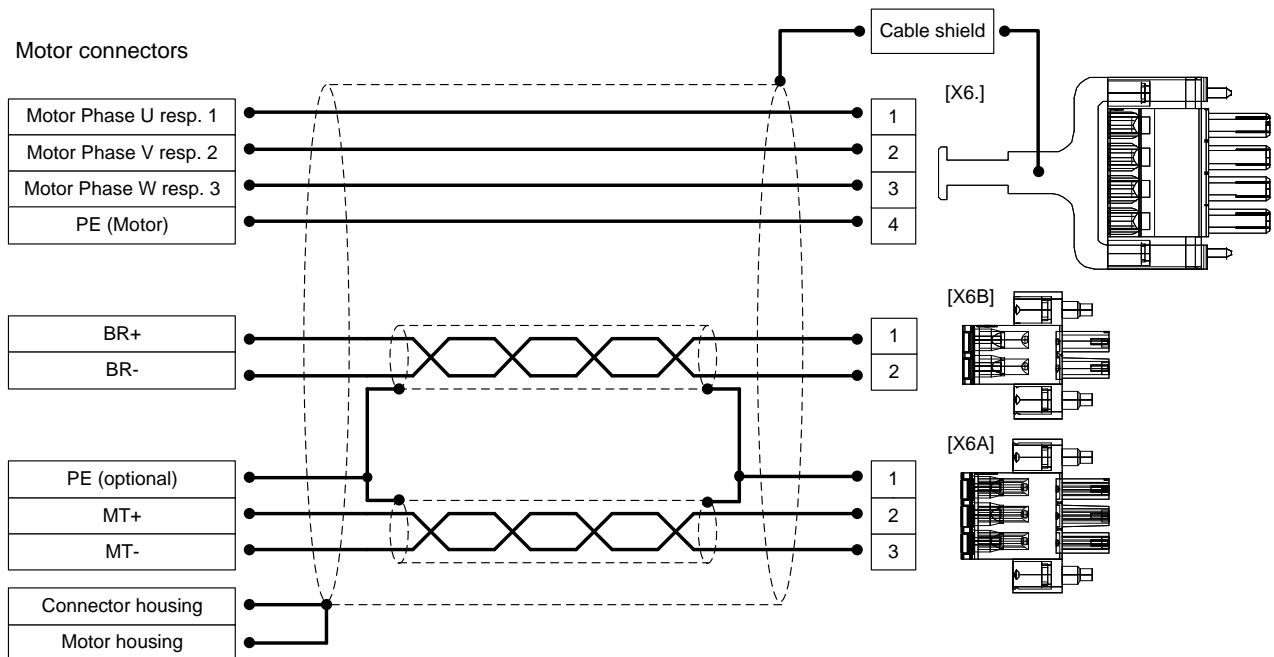 Cable shield
Motor connectors
[X6.]
Motor Phase U resp. 1
1
Motor Phase V resp. 2
2
Motor Phase W resp. 3
3
PE (Motor)
4
[X6B]
BR+
1
BR-
2
[X6A]
PE (optional)
1
MT+
2
MT-
3
Connector housing
Motor housing